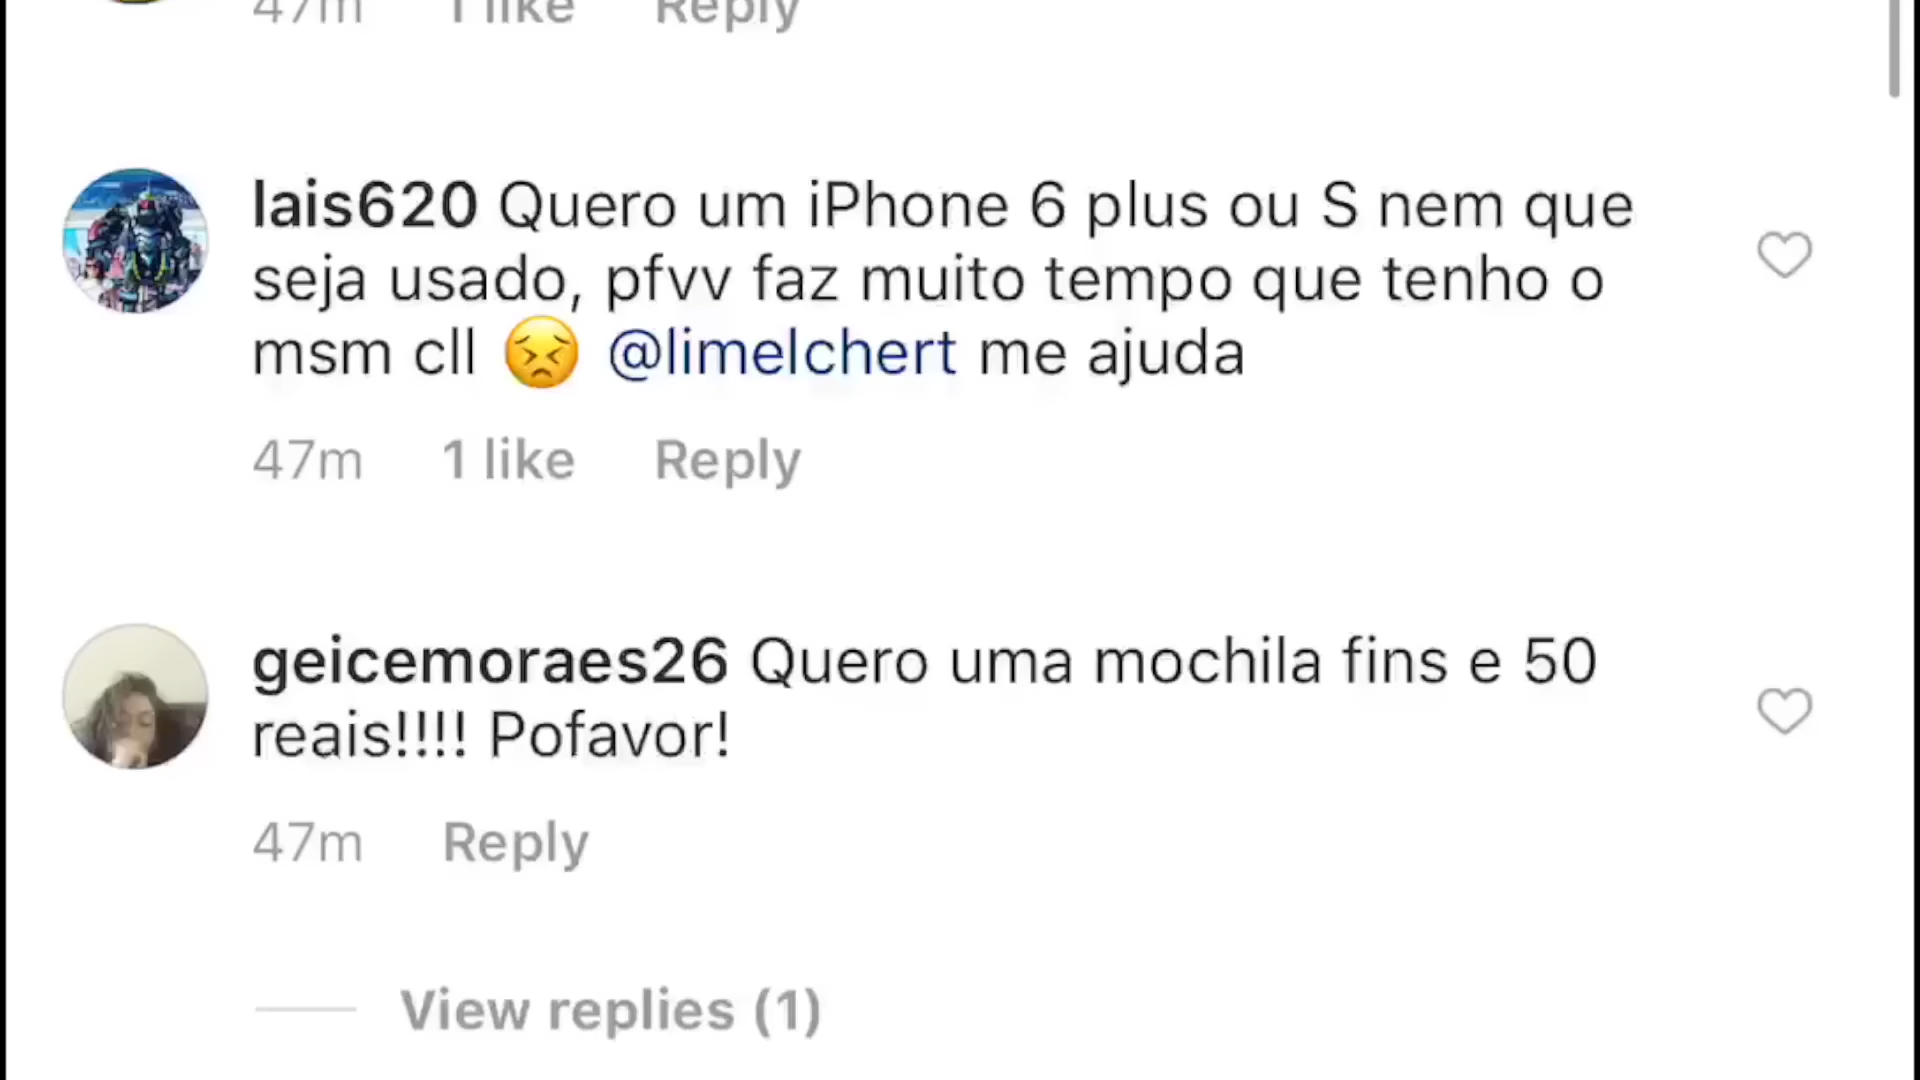 47m 1 like Reply
lais620 Quero um iPhone 6 plus ou S nem que
seja usado, pfvv faz muito tempo que tenho o
msm cll 😣 @limelchert me ajuda
47m 1 like Reply
geicemoraes26 Quero uma mochila fins e 50
reais!!!! Pofavor!
47m Reply
View replies (1)